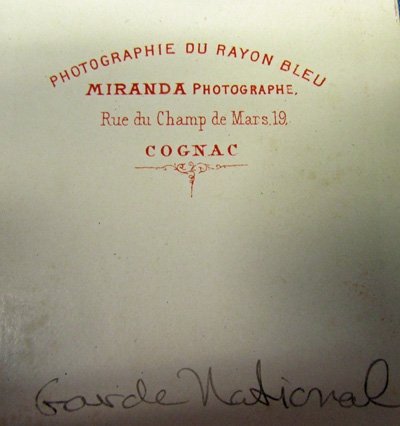 PHOTOGRAPHIE DU RAYON BLEU
MIRANDA PHOTOGRAPHE.
Rue du Champ de Mars.19.
COGNAC
Garde National